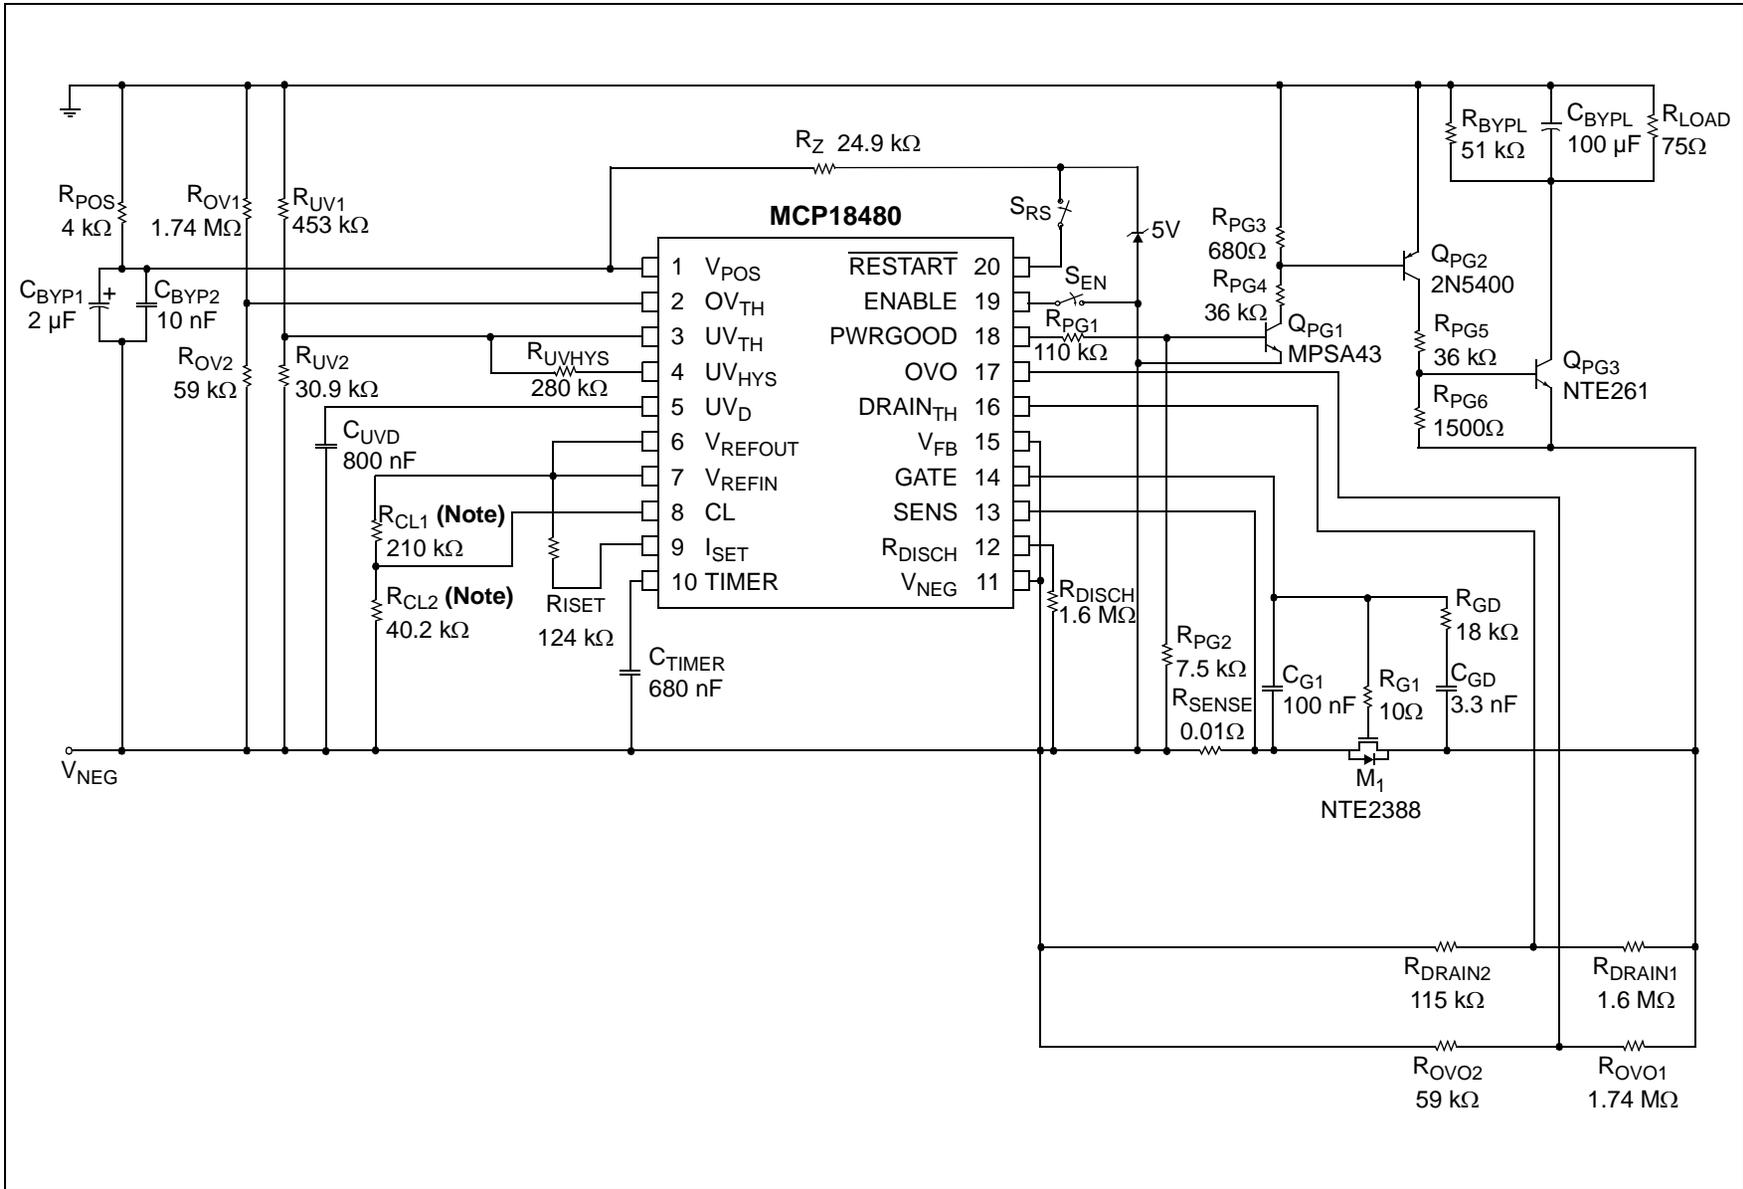 R_Z 24.9 kΩ
R_POS
4 kΩ
R_OV1
1.74 MΩ
R_UV1
453 kΩ
C_BYP1
2 µF
+
C_BYP2
10 nF
R_OV2
59 kΩ
R_UV2
30.9 kΩ
R_UVHYS
280 kΩ
C_UVD
800 nF
R_CL1 (Note)
210 kΩ
R_CL2 (Note)
40.2 kΩ
R_ISET
124 kΩ
C_TIMER
680 nF
V_NEG
MCP18480
1 V_POS
2 OV_TH
3 UV_TH
4 UV_HYS
5 UV_D
6 V_REFOUT
7 V_REFIN
8 CL
9 I_SET
10 TIMER
RESTART 20
ENABLE 19
PWRGOOD 18
OVO 17
DRAIN_TH 16
V_FB 15
GATE 14
SENS 13
R_DISCH 12
V_NEG 11
S_RS
5V
S_EN
R_PG1
110 kΩ
R_PG3
680Ω
R_PG4
36 kΩ
Q_PG1
MPSA43
Q_PG2
2N5400
R_PG5
36 kΩ
R_PG6
1500Ω
Q_PG3
NTE261
R_BYPL
51 kΩ
C_BYPL
100 µF
R_LOAD
75Ω
R_DISCH
1.6 MΩ
R_PG2
7.5 kΩ
R_SENSE
0.01Ω
C_G1
100 nF
R_G1
10Ω
R_GD
18 kΩ
C_GD
3.3 nF
M_1
NTE2388
R_DRAIN2
115 kΩ
R_DRAIN1
1.6 MΩ
R_OVO2
59 kΩ
R_OVO1
1.74 MΩ